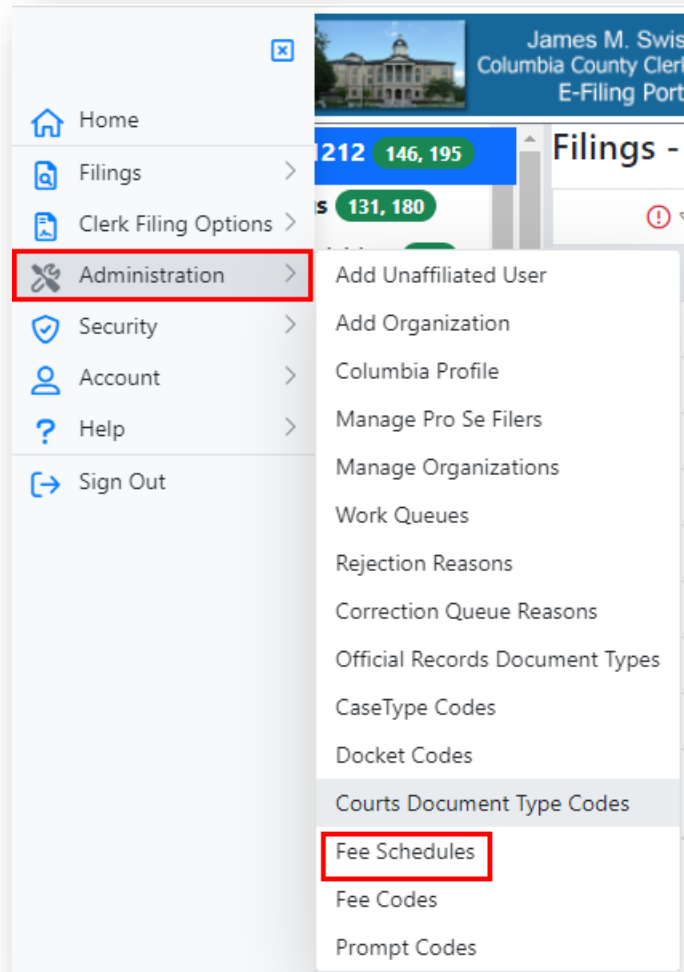 James M. Swis
Columbia County Clerk
E-Filing Port
Home
Filings
Clerk Filing Options
Administration
Security
Account
Help
Sign Out
1212 146, 195
s 131, 180
Filings -
Add Unaffiliated User
Add Organization
Columbia Profile
Manage Pro Se Filers
Manage Organizations
Work Queues
Rejection Reasons
Correction Queue Reasons
Official Records Document Types
CaseType Codes
Docket Codes
Courts Document Type Codes
Fee Schedules
Fee Codes
Prompt Codes